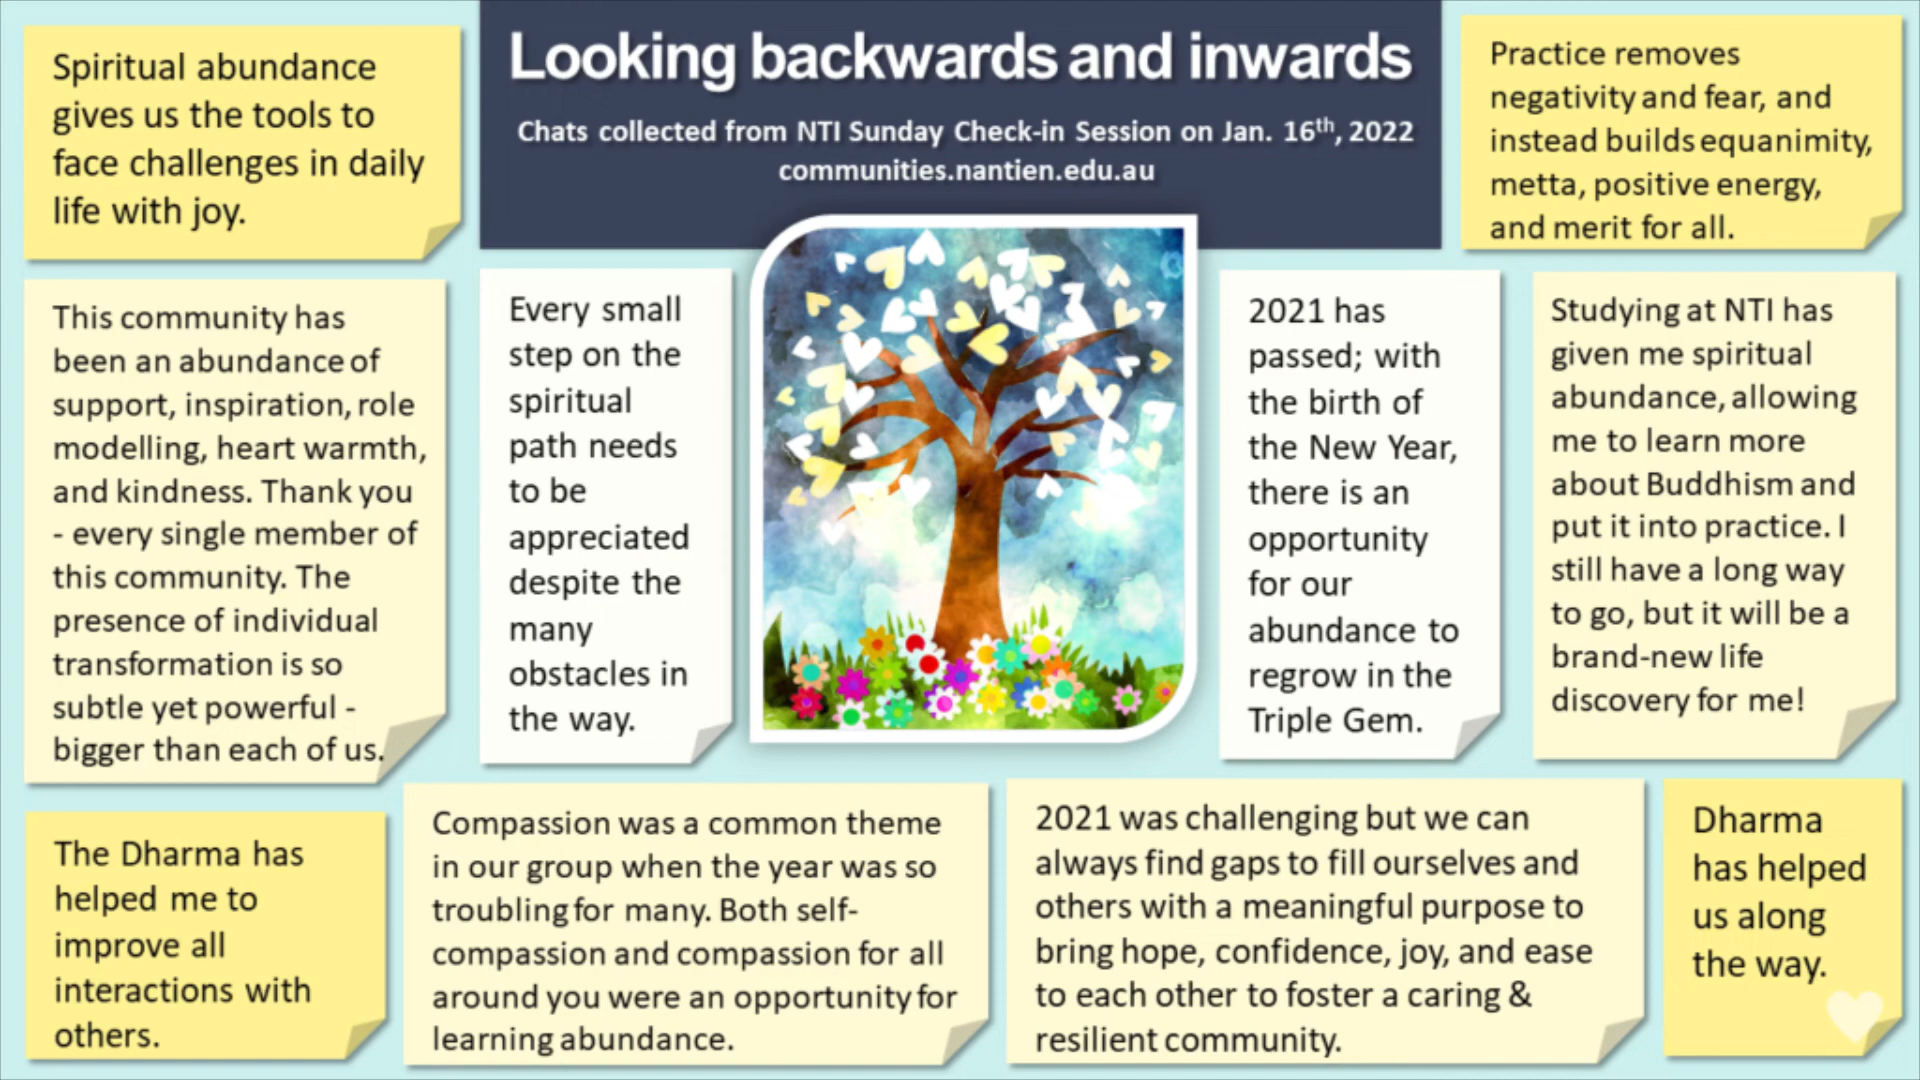 Spiritual abundance
gives us the tools to
face challenges in daily
life with joy.
Looking backwards and inwards
Chats collected from NTI Sunday Check-in Session on Jan. 16th, 2022
communities.nantien.edu.au
Practice removes
negativity and fear, and
instead builds equanimity,
metta, positive energy,
and merit for all.
This community has
been an abundance of
support, inspiration, role
modelling, heart warmth,
and kindness. Thank you
- every single member of
this community. The
presence of individual
transformation is so
subtle yet powerful -
bigger than each of us.
Every small
step on the
spiritual
path needs
to be
appreciated
despite the
many
obstacles in
the way.
2021 has
passed; with
the birth of
the New Year,
there is an
opportunity
for our
abundance to
regrow in the
Triple Gem.
Studying at NTI has
given me spiritual
abundance, allowing
me to learn more
about Buddhism and
put it into practice. I
still have a long way
to go, but it will be a
brand-new life
discovery for me!
The Dharma has
helped me to
improve all
interactions with
others.
Compassion was a common theme
in our group when the year was so
troubling for many. Both self-
compassion and compassion for all
around you were an opportunity for
learning abundance.
2021 was challenging but we can
always find gaps to fill ourselves and
others with a meaningful purpose to
bring hope, confidence, joy, and ease
to each other to foster a caring &
resilient community.
Dharma
has helped
us along
the way.